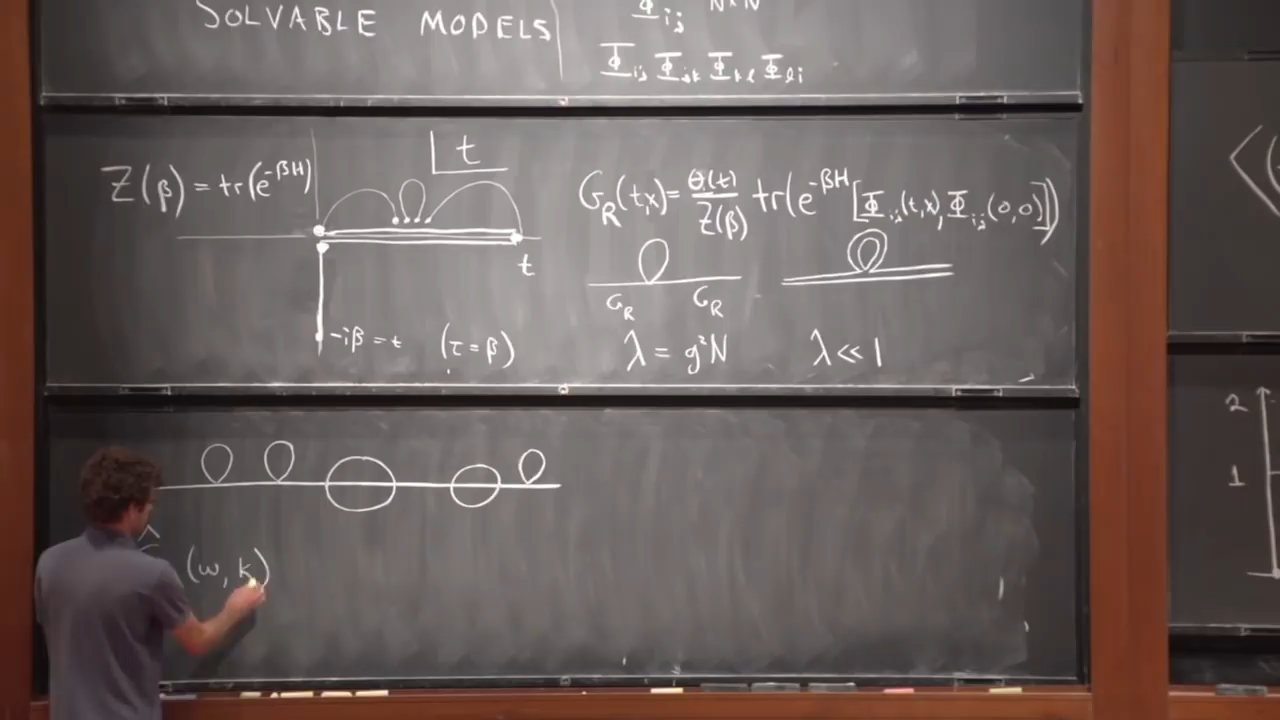 SOLVABLE MODELS
Φ_ij N×N
Φ_ij Φ_jk Φ_kl Φ_li
Z(β) = tr(e^{-βH})
t
t
-iβ = t (τ = β)
G_R(t,x) = θ(t)/Z(β) tr(e^{-βH} [Φ_ij(t,x), Φ_ij(0,0)])
G_R G_R
λ = g²N λ << 1
(ω, k)
2
1